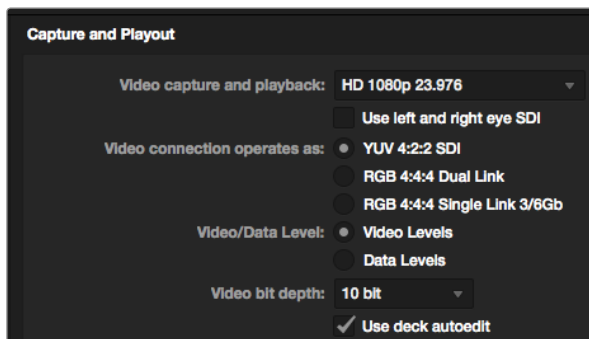 Capture and Playout
Video capture and playback: HD 1080p 23.976
Use left and right eye SDI
Video connection operates as: YUV 4:2:2 SDI
RGB 4:4:4 Dual Link
RGB 4:4:4 Single Link 3/6Gb
Video/Data Level: Video Levels
Data Levels
Video bit depth: 10 bit
Use deck autoedit